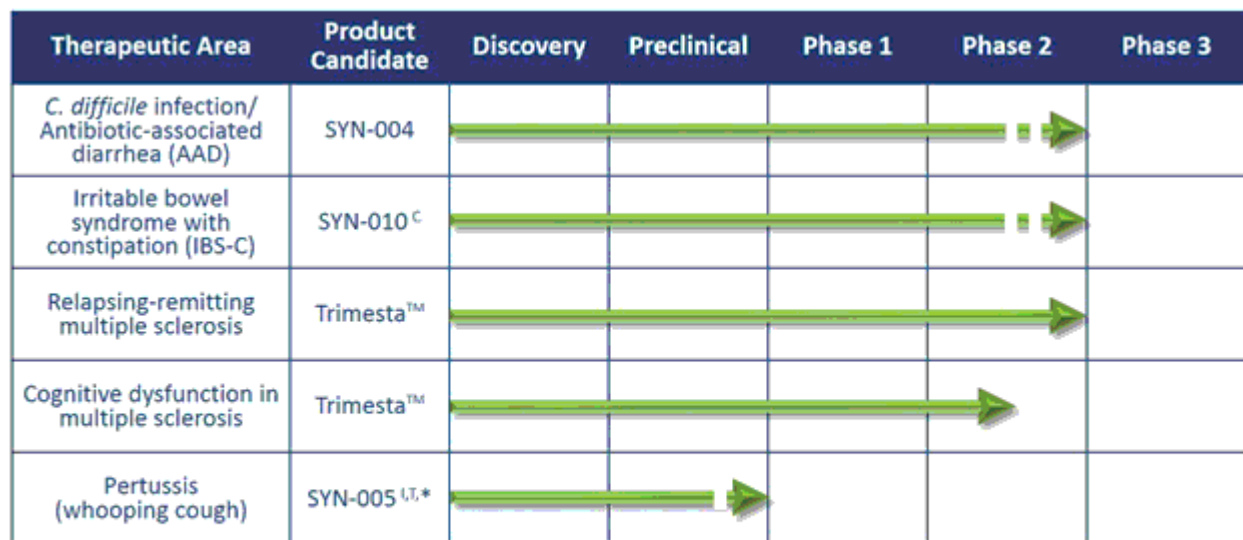 Therapeutic Area
Product
Candidate
Discovery
Preclinical
Phase 1
Phase 2
Phase 3
C. difficile infection/
Antibiotic-associated
diarrhea (AAD)
SYN-004
Irritable bowel
syndrome with
constipation (IBS-C)
SYN-010 C
Relapsing-remitting
multiple sclerosis
Trimesta™
Cognitive dysfunction in
multiple sclerosis
Trimesta™
Pertussis
(whooping cough)
SYN-005 I,T,*